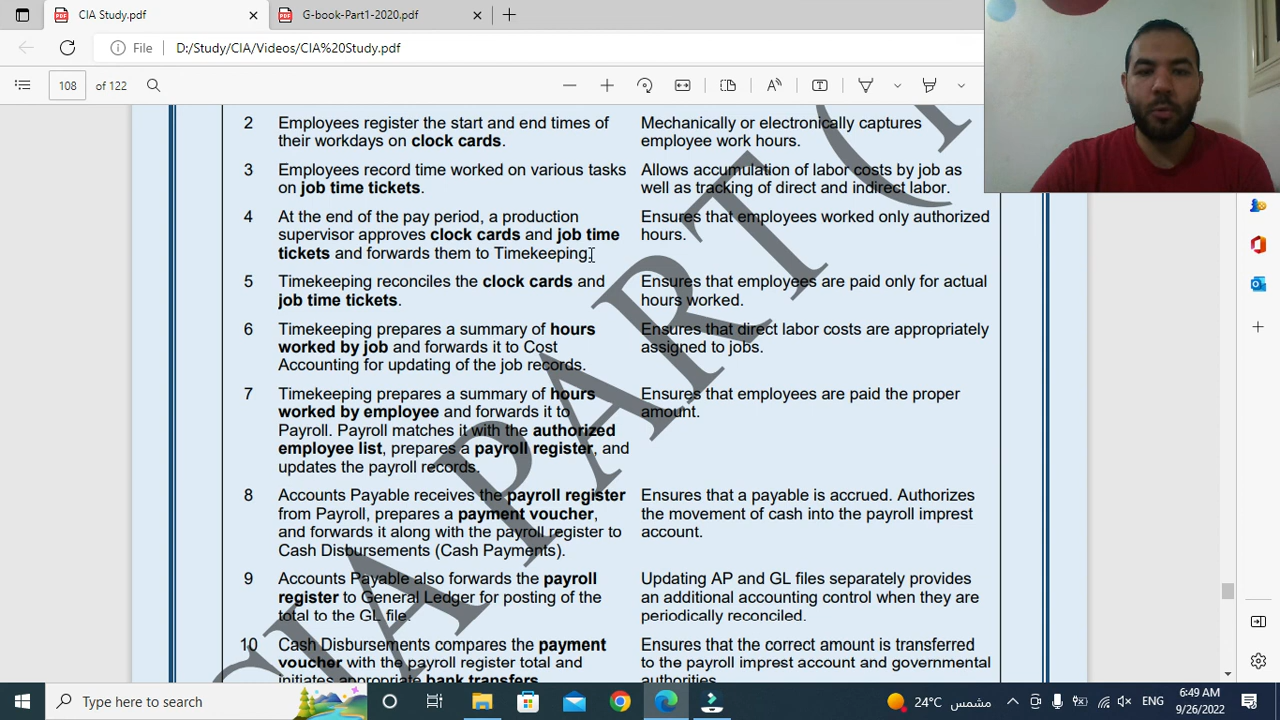 CIA Study.pdf
G-book-Part1-2020.pdf
File
D:/Study/CIA/Videos/CIA%20Study.pdf
108 of 122
2 Employees register the start and end times of Mechanically or electronically captures
their workdays on clock cards. employee work hours.
3 Employees record time worked on various tasks Allows accumulation of labor costs by job as
on job time tickets. well as tracking of direct and indirect labor.
4 At the end of the pay period, a production Ensures that employees worked only authorized
supervisor approves clock cards and job time hours.
tickets and forwards them to Timekeeping.
5 Timekeeping reconciles the clock cards and Ensures that employees are paid only for actual
job time tickets. hours worked.
6 Timekeeping prepares a summary of hours Ensures that direct labor costs are appropriately
worked by job and forwards it to Cost assigned to jobs.
Accounting for updating of the job records.
7 Timekeeping prepares a summary of hours Ensures that employees are paid the proper
worked by employee and forwards it to amount.
Payroll. Payroll matches it with the authorized
employee list, prepares a payroll register, and
updates the payroll records.
8 Accounts Payable receives the payroll register Ensures that a payable is accrued. Authorizes
from Payroll, prepares a payment voucher, the movement of cash into the payroll imprest
and forwards it along with the payroll register to account.
Cash Disbursements (Cash Payments).
9 Accounts Payable also forwards the payroll Updating AP and GL files separately provides
register to General Ledger for posting of the an additional accounting control when they are
total to the GL file. periodically reconciled.
10 Cash Disbursements compares the payment Ensures that the correct amount is transferred
voucher with the payroll register total and to the payroll imprest account and governmental
initiates appropriate bank transfers. authorities.
CIA PART (
Type here to search
24°C مشمس
ENG
6:49 AM
9/26/2022